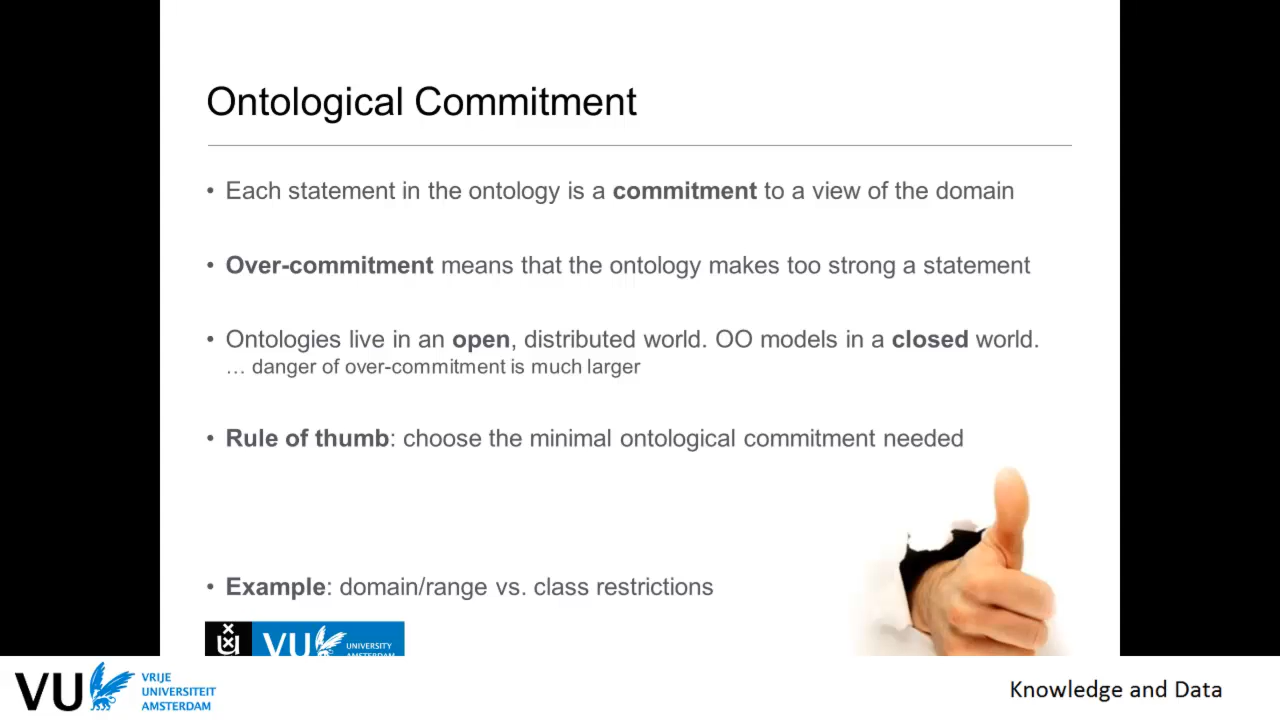 Ontological Commitment
• Each statement in the ontology is a commitment to a view of the domain
• Over-commitment means that the ontology makes too strong a statement
• Ontologies live in an open, distributed world. OO models in a closed world.
… danger of over-commitment is much larger
• Rule of thumb: choose the minimal ontological commitment needed
• Example: domain/range vs. class restrictions
VU UNIVERSITY
AMSTERDAM
VU VRIJE
UNIVERSITEIT
AMSTERDAM
Knowledge and Data